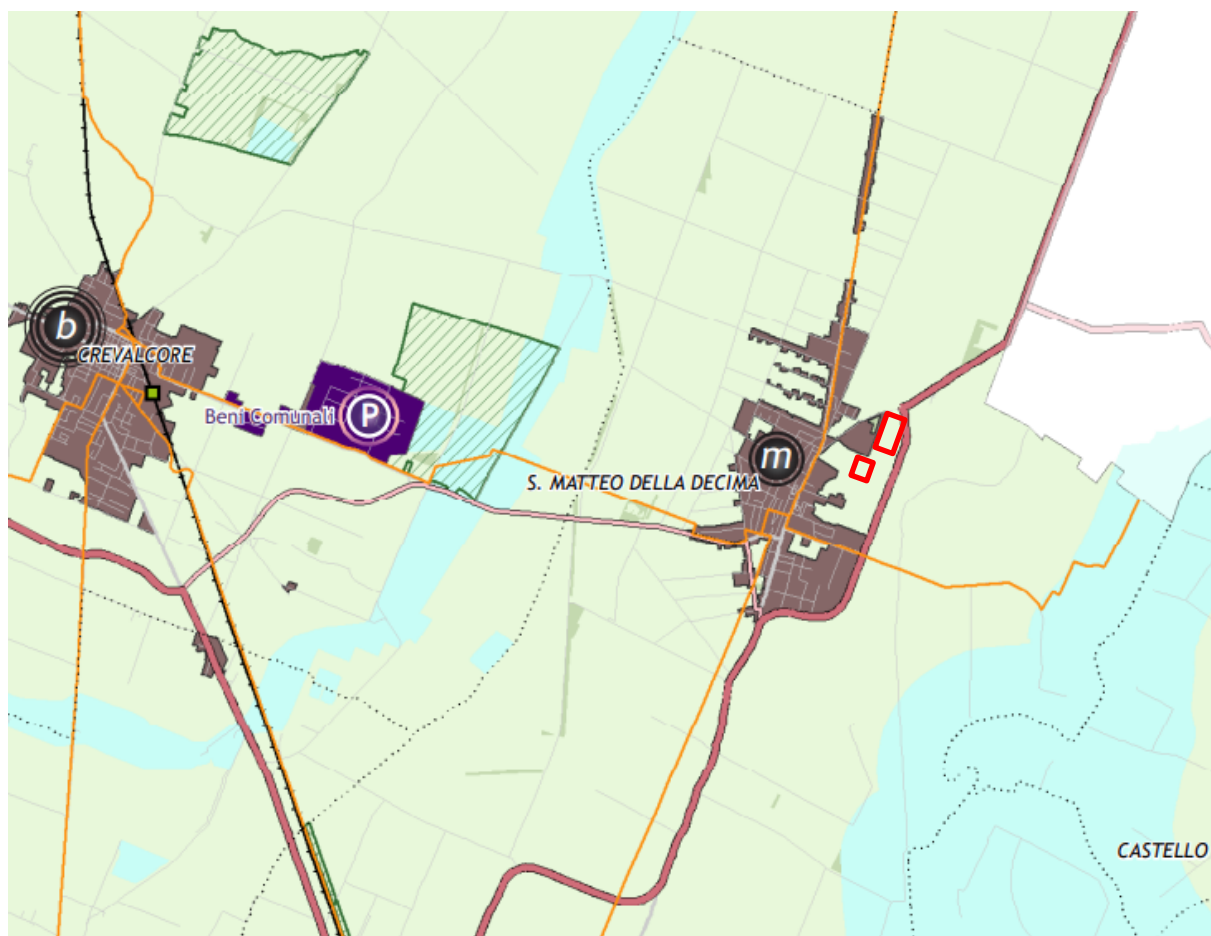 b
CREVALCORE
Beni Comunali
P
m
S. MATTEO DELLA DECIMA
CASTELLO